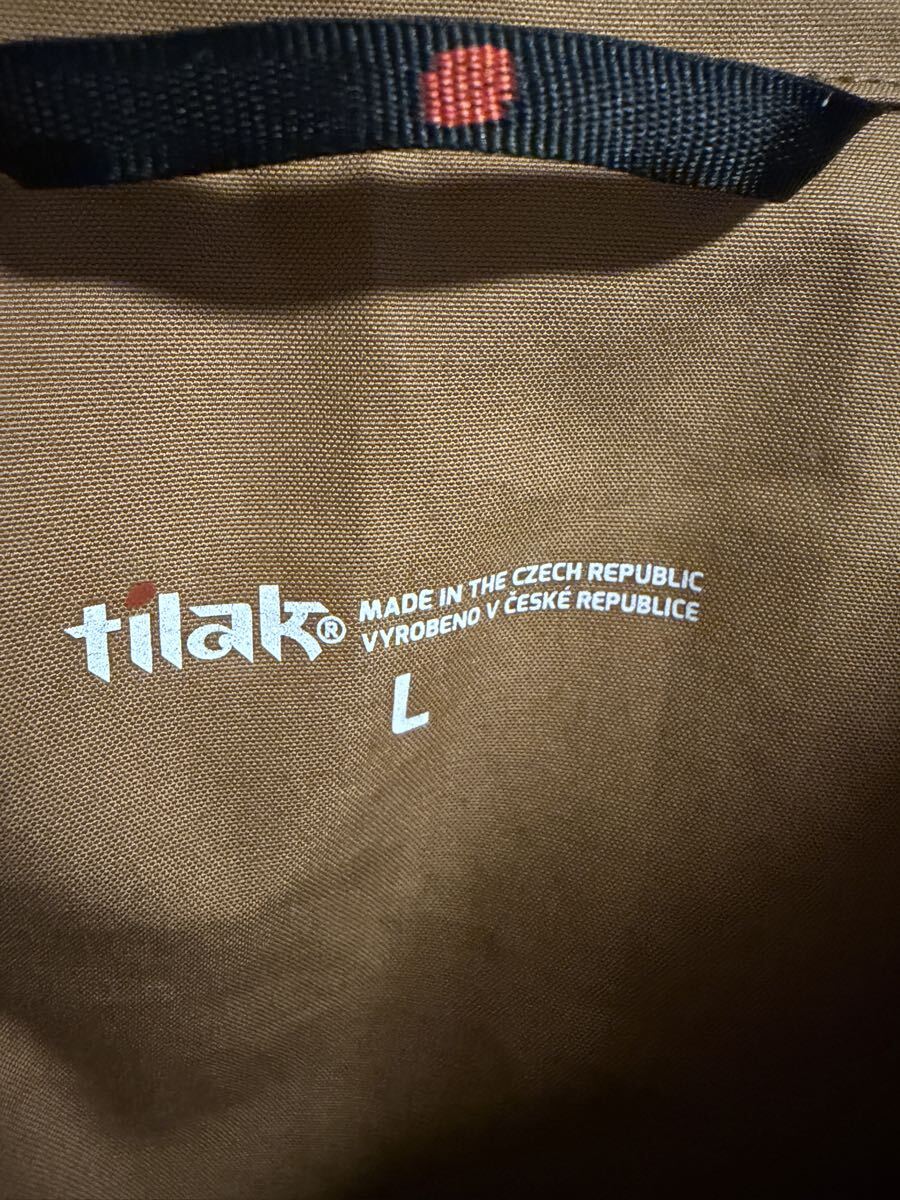 tilak® MADE IN THE CZECH REPUBLIC
VYROBENO V ČESKÉ REPUBLICE
L